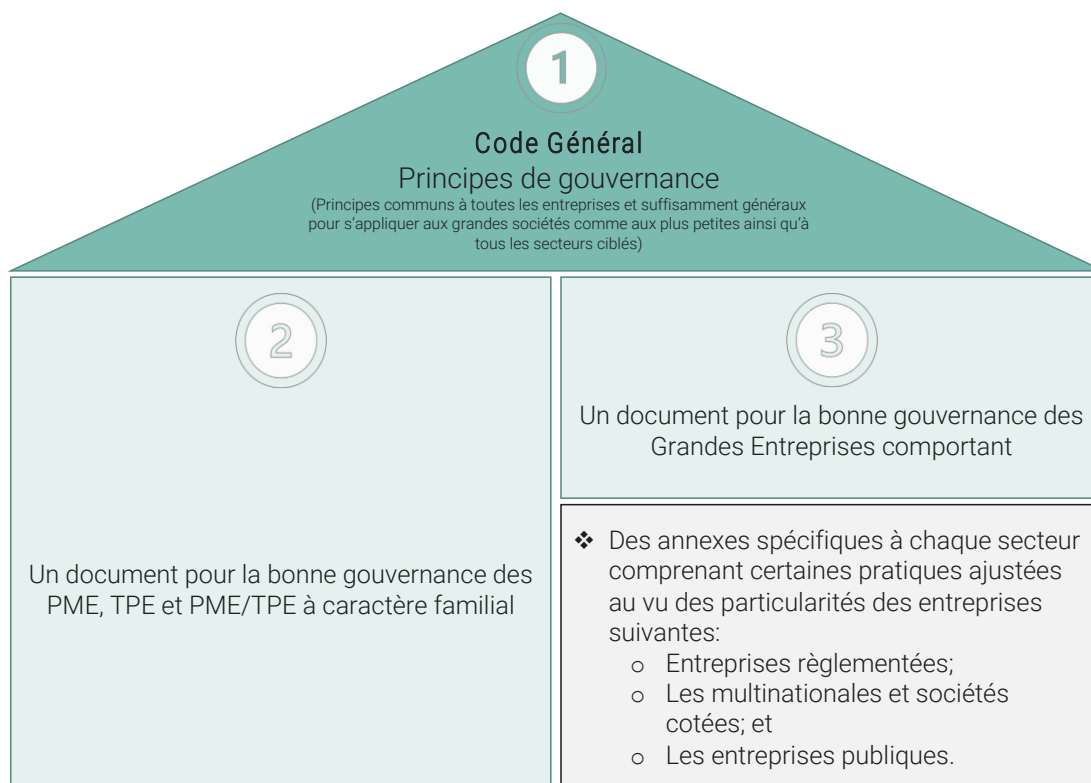 1
Code Général
Principes de gouvernance
(Principes communs à toutes les entreprises et suffisamment généraux
pour s’appliquer aux grandes sociétés comme aux plus petites ainsi qu’à
tous les secteurs ciblés)
2
Un document pour la bonne gouvernance des
PME, TPE et PME/TPE à caractère familial
3
Un document pour la bonne gouvernance des
Grandes Entreprises comportant
❖ Des annexes spécifiques à chaque secteur
comprenant certaines pratiques ajustées
au vu des particularités des entreprises
suivantes:
o Entreprises règlementées;
o Les multinationales et sociétés
cotées; et
o Les entreprises publiques.